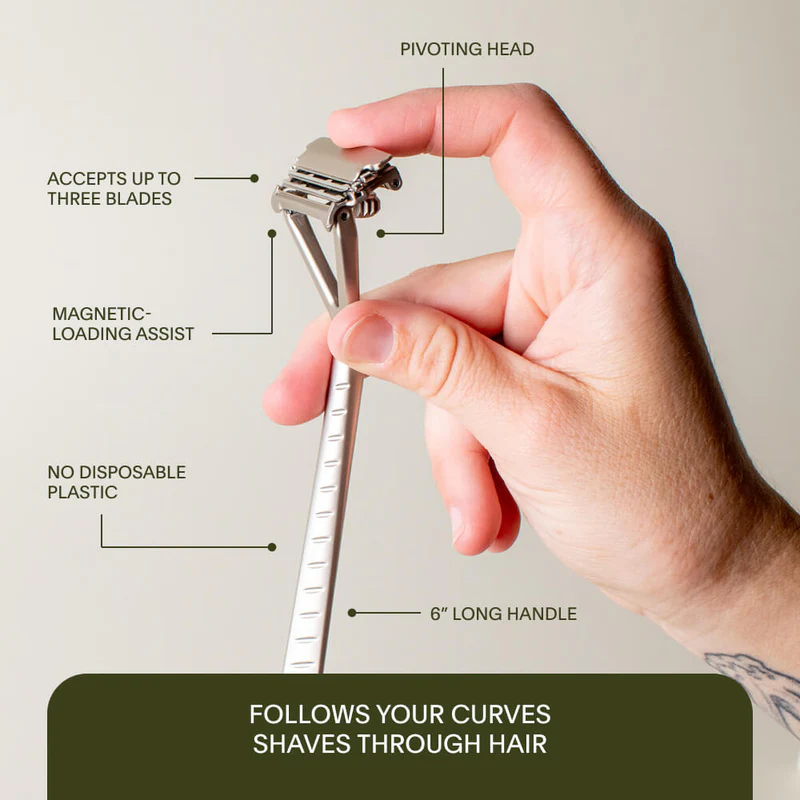 PIVOTING HEAD
ACCEPTS UP TO
THREE BLADES
MAGNETIC-
LOADING ASSIST
NO DISPOSABLE
PLASTIC
6” LONG HANDLE
FOLLOWS YOUR CURVES
SHAVES THROUGH HAIR